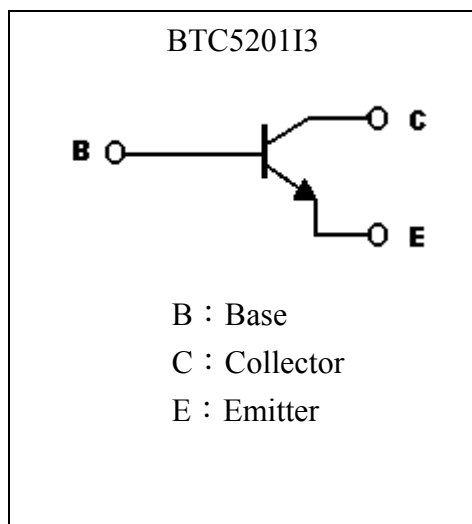 BTC5201I3
C
B
E
B：Base
C：Collector
E：Emitter